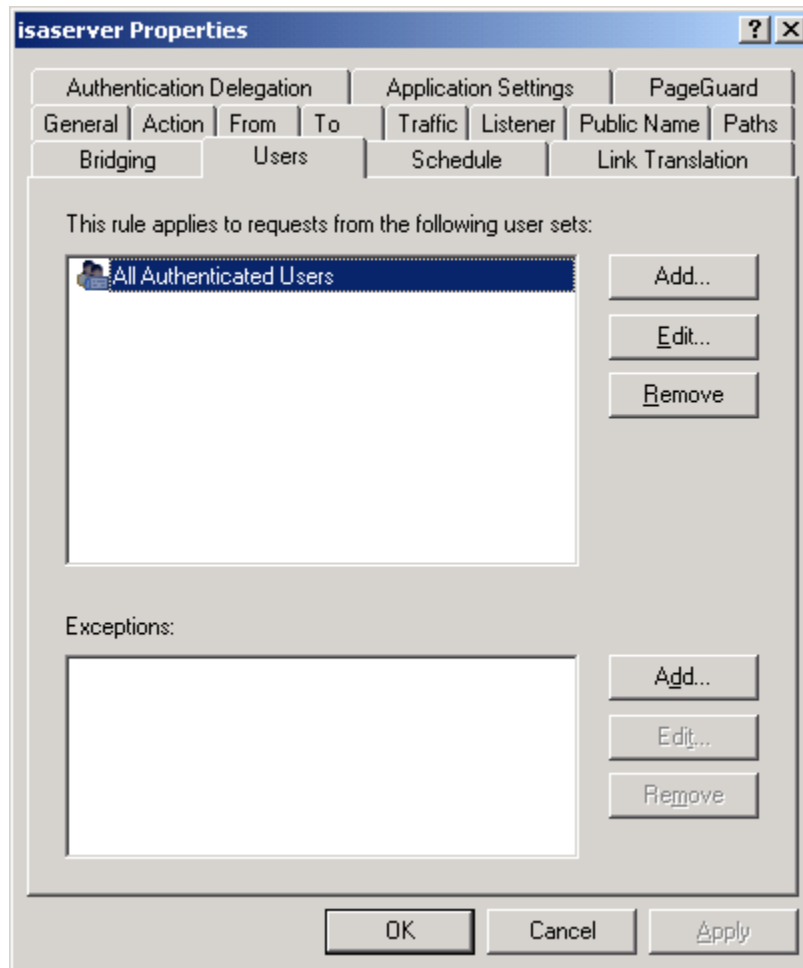 isaserver Properties
Authentication Delegation Application Settings PageGuard
General Action From To Traffic Listener Public Name Paths
Bridging Users Schedule Link Translation
This rule applies to requests from the following user sets:
All Authenticated Users
Add...
Edit...
Remove
Exceptions:
Add...
Edit...
Remove
OK Cancel Apply